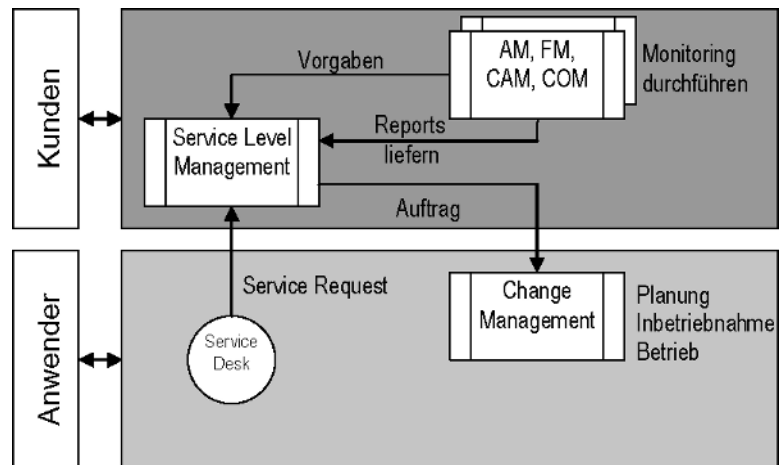 Kunden
Vorgaben
AM, FM,
CAM, COM
Monitoring
durchführen
Service Level
Management
Reports
liefern
Auftrag
Anwender
Service Request
Service
Desk
Change
Management
Planung
Inbetriebnahme
Betrieb